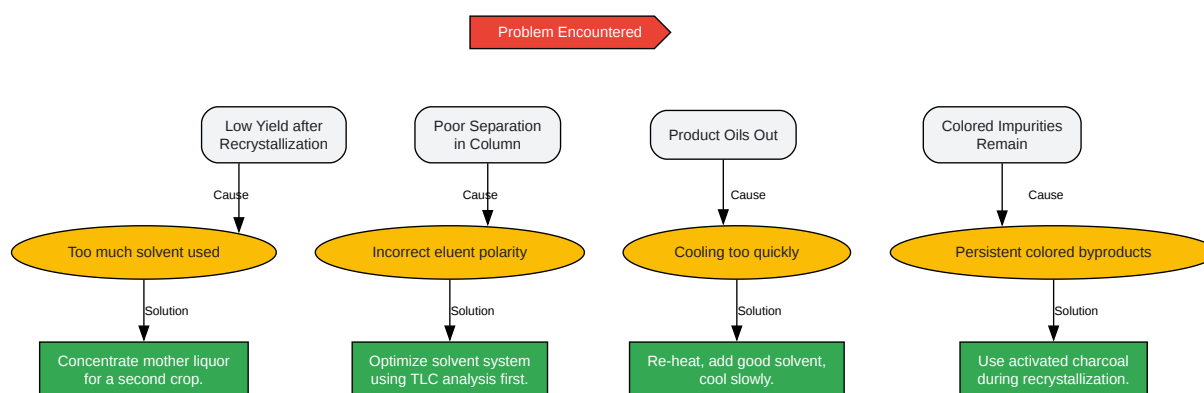 Problem Encountered
Low Yield after
Recrystallization
Poor Separation
in Column
Product Oils Out
Colored Impurities
Remain
Cause
Cause
Cause
Cause
Too much solvent used
Incorrect eluent polarity
Cooling too quickly
Persistent colored byproducts
Solution
Solution
Solution
Solution
Concentrate mother liquor
for a second crop.
Optimize solvent system
using TLC analysis first.
Re-heat, add good solvent,
cool slowly.
Use activated charcoal
during recrystallization.